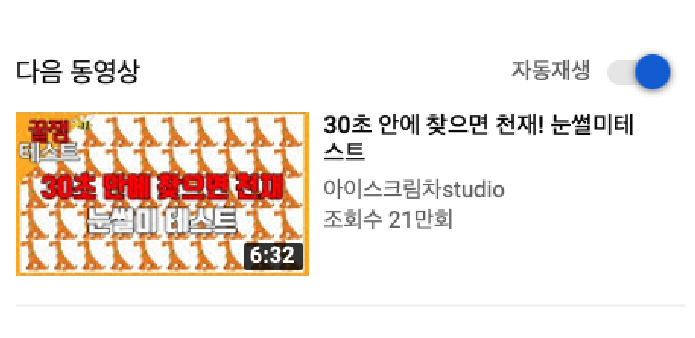 다음 동영상
자동재생
꿀잼
테스트
30초 안에 찾으면 천재
눈썰미 테스트
6:32
30초 안에 찾으면 천재! 눈썰미테
스트
아이스크림차studio
조회수 21만회